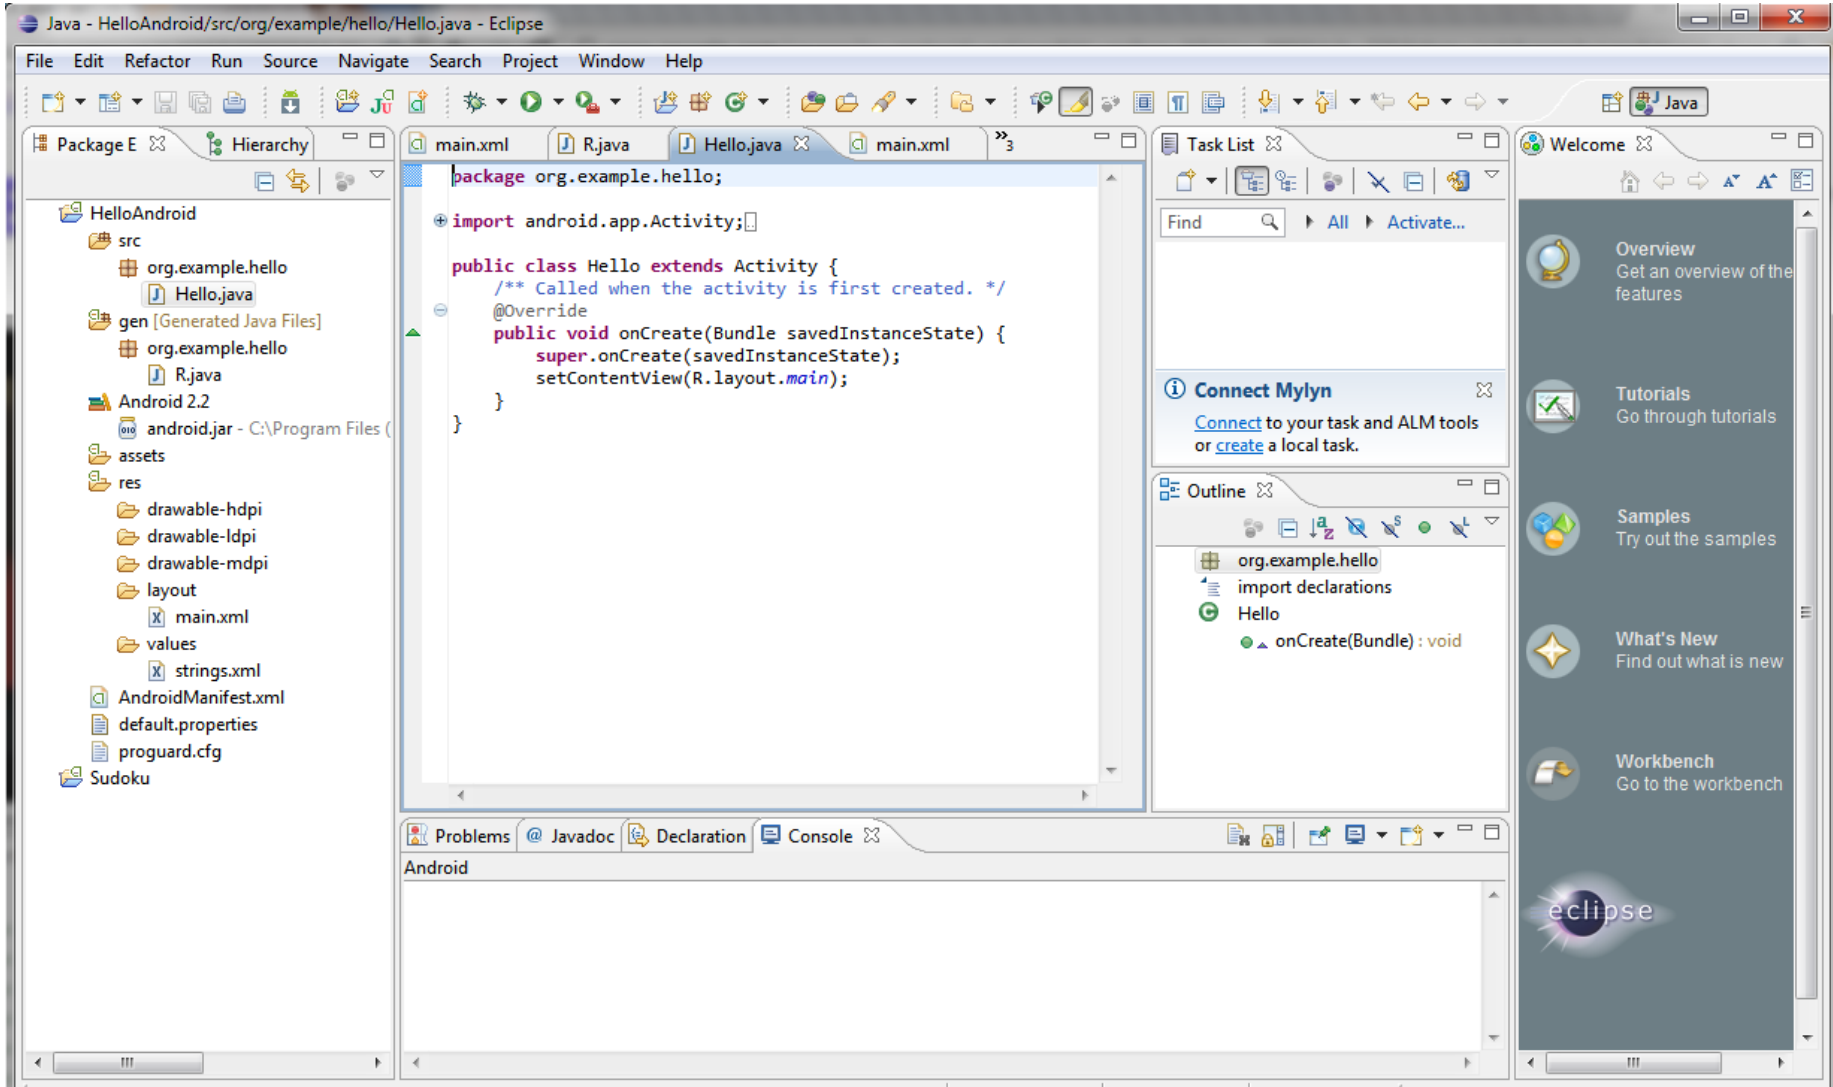 Java - HelloAndroid/src/org/example/hello/Hello.java - Eclipse
File Edit Refactor Run Source Navigate Search Project Window Help
Java
Package E
Hierarchy
HelloAndroid
src
org.example.hello
Hello.java
gen [Generated Java Files]
org.example.hello
R.java
Android 2.2
android.jar - C:\Program Files (
assets
res
drawable-hdpi
drawable-ldpi
drawable-mdpi
layout
main.xml
values
strings.xml
AndroidManifest.xml
default.properties
proguard.cfg
Sudoku
main.xml
R.java
Hello.java
main.xml
»3
package org.example.hello;
import android.app.Activity;
public class Hello extends Activity {
/** Called when the activity is first created. */
@Override
public void onCreate(Bundle savedInstanceState) {
super.onCreate(savedInstanceState);
setContentView(R.layout.main);
}
}
Task List
Find
All
Activate...
Connect Mylyn
Connect to your task and ALM tools
or create a local task.
Outline
org.example.hello
import declarations
Hello
onCreate(Bundle) : void
Problems
@ Javadoc
Declaration
Console
Android
Welcome
Overview
Get an overview of the
features
Tutorials
Go through tutorials
Samples
Try out the samples
What's New
Find out what is new
Workbench
Go to the workbench
eclipse